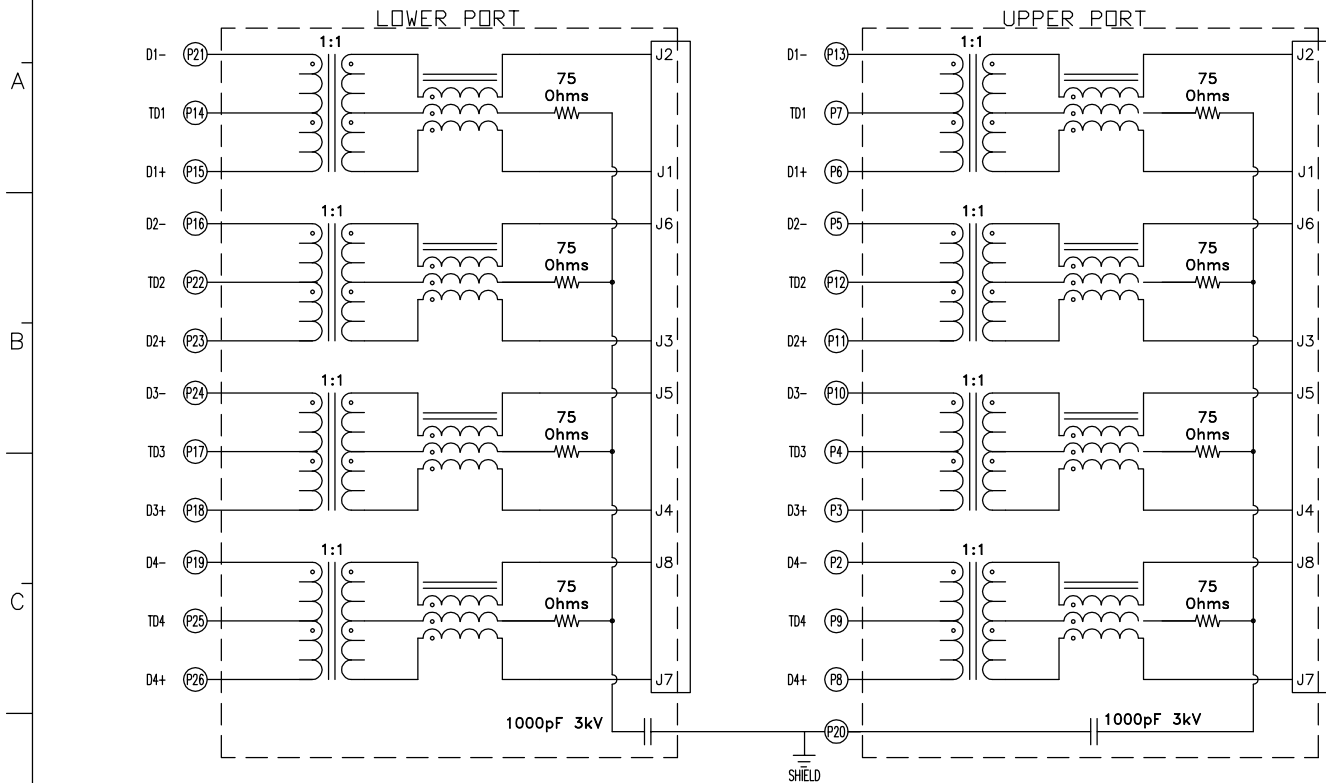 LOWER PORT
UPPER PORT
A
B
C
1:1
D1- P21
J2
75
Ohms
TD1 P14
D1+ P15
J1
1:1
D2- P16
J6
75
Ohms
TD2 P22
D2+ P23
J3
1:1
D3- P24
J5
75
Ohms
TD3 P17
D3+ P18
J4
1:1
D4- P19
J8
75
Ohms
TD4 P25
D4+ P26
J7
1000pF 3kV
1:1
D1- P13
J2
75
Ohms
TD1 P7
D1+ P6
J1
1:1
D2- P5
J6
75
Ohms
TD2 P12
D2+ P11
J3
1:1
D3- P10
J5
75
Ohms
TD3 P4
D3+ P3
J4
1:1
D4- P2
J8
75
Ohms
TD4 P9
D4+ P8
J7
P20
1000pF 3kV
SHIELD